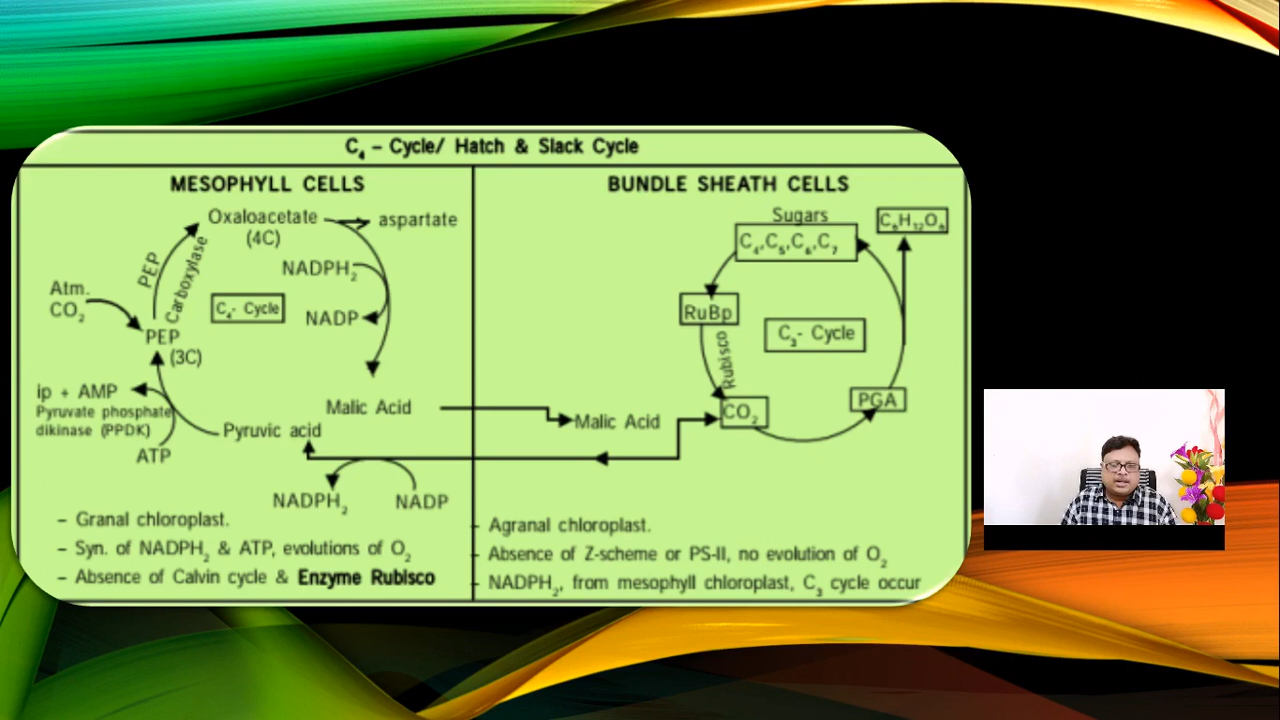 C₄ – Cycle/ Hatch & Slack Cycle
MESOPHYLL CELLS
Oxaloacetate
(4C)
aspartate
PEP
Carboxylase
NADPH₂
NADP
C₄- Cycle
Atm.
CO₂
PEP
(3C)
ip + AMP
Pyruvate phosphate
dikinase (PPDK)
ATP
Pyruvic acid
Malic Acid
NADPH₂
NADP
– Granal chloroplast.
– Syn. of NADPH₂ & ATP, evolutions of O₂
– Absence of Calvin cycle & Enzyme Rubisco
BUNDLE SHEATH CELLS
Sugars
C₄,C₅,C₆,C₇
C₆H₁₂O₆
RuBp
Rubisco
C₃- Cycle
CO₂
PGA
Malic Acid
– Agranal chloroplast.
– Absence of Z-scheme or PS-II, no evolution of O₂
– NADPH₂, from mesophyll chloroplast, C₃ cycle occur